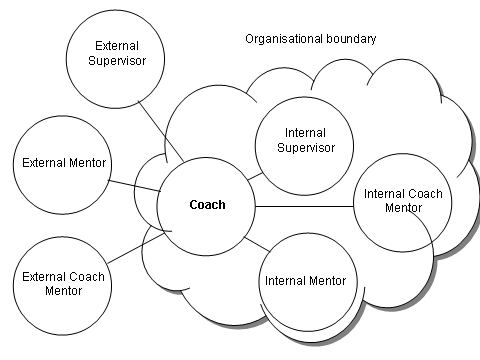 External
Supervisor
Organisational boundary
External Mentor
Internal
Supervisor
Coach
Internal Coach
Mentor
External Coach
Mentor
Internal Mentor